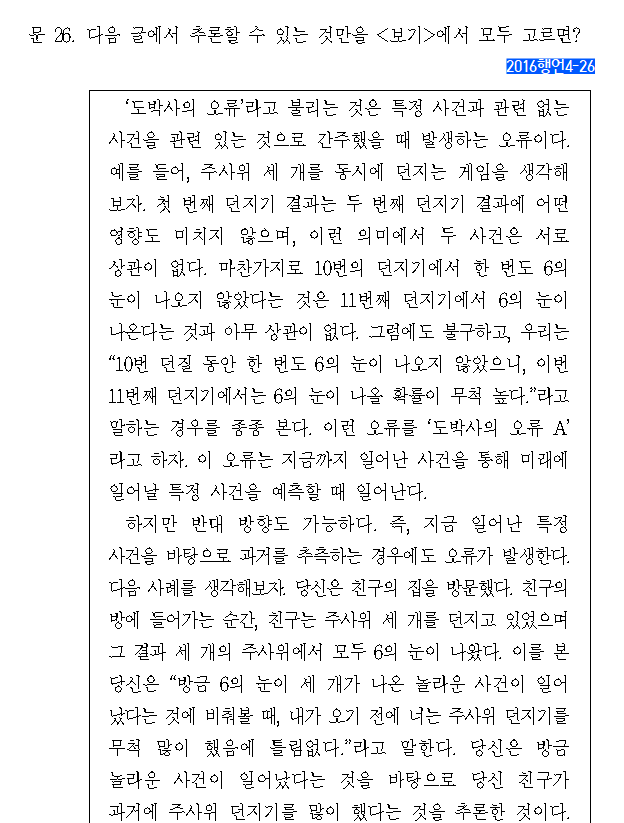 문 26. 다음 글에서 추론할 수 있는 것만을 <보기>에서 모두 고르면?
2016행언4-26
‘도박사의 오류’라고 불리는 것은 특정 사건과 관련 없는
사건을 관련 있는 것으로 간주했을 때 발생하는 오류이다.
예를 들어, 주사위 세 개를 동시에 던지는 게임을 생각해
보자. 첫 번째 던지기 결과는 두 번째 던지기 결과에 어떤
영향도 미치지 않으며, 이런 의미에서 두 사건은 서로
상관이 없다. 마찬가지로 10번의 던지기에서 한 번도 6의
눈이 나오지 않았다는 것은 11번째 던지기에서 6의 눈이
나온다는 것과 아무 상관이 없다. 그럼에도 불구하고, 우리는
“10번 던질 동안 한 번도 6의 눈이 나오지 않았으니, 이번
11번째 던지기에는 6의 눈이 나올 확률이 무척 높다.”라고
말하는 경우를 종종 본다. 이런 오류를 ‘도박사의 오류 A’
라고 하자. 이 오류는 지금까지 일어난 사건을 통해 미래에
일어날 특정 사건을 예측할 때 일어난다.
하지만 반대 방향도 가능하다. 즉, 지금 일어난 특정
사건을 바탕으로 과거를 추측하는 경우에도 오류가 발생한다.
다음 사례를 생각해보자. 당신은 친구의 집을 방문했다. 친구의
방에 들어가는 순간, 친구는 주사위 세 개를 던지고 있었으며
그 결과 세 개의 주사위에서 모두 6의 눈이 나왔다. 이를 본
당신은 “방금 6의 눈이 세 개가 나온 놀라운 사건이 일어
났다는 것에 비춰볼 때, 내가 오기 전에 너는 주사위 던지기를
무척 많이 했음에 틀림없다.”라고 말한다. 당신은 방금
놀라운 사건이 일어났다는 것을 바탕으로 당신 친구가
과거에 주사위 던지기를 많이 했다는 것을 추론한 것이다.